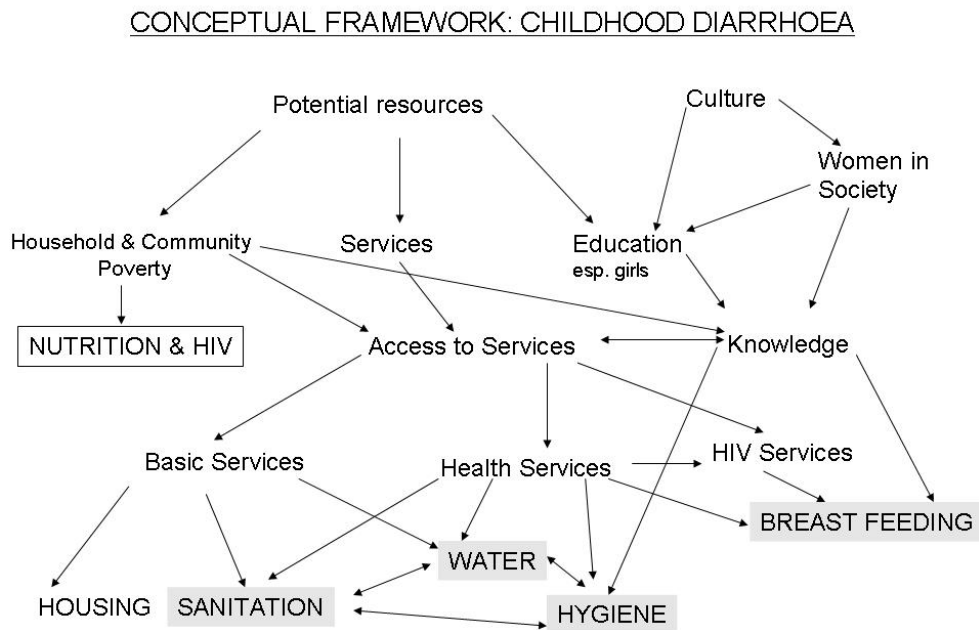 CONCEPTUAL FRAMEWORK: CHILDHOOD DIARRHOEA
Potential resources
Culture
Women in
Society
Household & Community
Poverty
Services
Education
esp. girls
NUTRITION & HIV
Access to Services
Knowledge
Basic Services
Health Services
HIV Services
BREAST FEEDING
WATER
HOUSING
SANITATION
HYGIENE